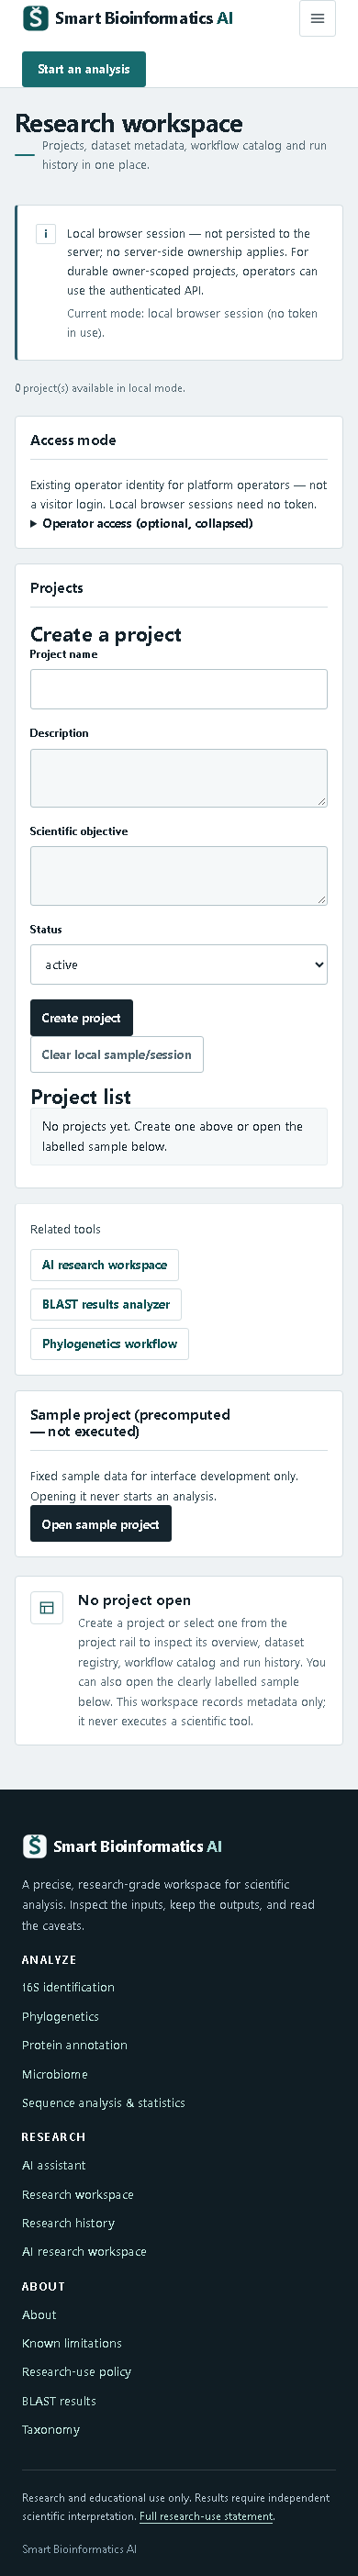 Smart Bioinformatics AI
Start an analysis
Research workspace
Projects, dataset metadata, workflow catalog and run
history in one place.
i
Local browser session — not persisted to the
server; no server-side ownership applies. For
durable owner-scoped projects, operators can
use the authenticated API.
Current mode: local browser session (no token
in use).
0 project(s) available in local mode.
Access mode
Existing operator identity for platform operators — not
a visitor login. Local browser sessions need no token.
Operator access (optional, collapsed)
Projects
Create a project
Project name
Description
Scientific objective
Status
active
Create project
Clear local sample/session
Project list
No projects yet. Create one above or open the
labelled sample below.
Related tools
AI research workspace
BLAST results analyzer
Phylogenetics workflow
Sample project (precomputed
— not executed)
Fixed sample data for interface development only.
Opening it never starts an analysis.
Open sample project
No project open
Create a project or select one from the
project rail to inspect its overview, dataset
registry, workflow catalog and run history. You
can also open the clearly labelled sample
below. This workspace records metadata only;
it never executes a scientific tool.
Smart Bioinformatics AI
A precise, research-grade workspace for scientific
analysis. Inspect the inputs, keep the outputs, and read
the caveats.
ANALYZE
16S identification
Phylogenetics
Protein annotation
Microbiome
Sequence analysis & statistics
RESEARCH
AI assistant
Research workspace
Research history
AI research workspace
ABOUT
About
Known limitations
Research-use policy
BLAST results
Taxonomy
Research and educational use only. Results require independent
scientific interpretation. Full research-use statement.
Smart Bioinformatics AI